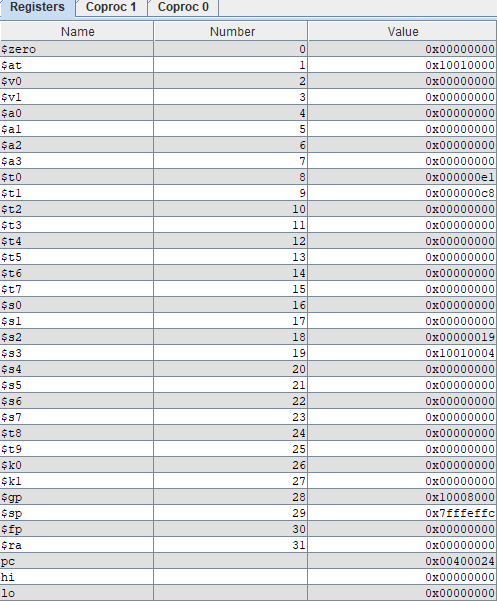 Registers Coproc 1 Coproc 0
Name Number Value
$zero 0 0x00000000
$at 1 0x10010000
$v0 2 0x00000000
$v1 3 0x00000000
$a0 4 0x00000000
$a1 5 0x00000000
$a2 6 0x00000000
$a3 7 0x00000000
$t0 8 0x000000e1
$t1 9 0x000000c8
$t2 10 0x00000000
$t3 11 0x00000000
$t4 12 0x00000000
$t5 13 0x00000000
$t6 14 0x00000000
$t7 15 0x00000000
$s0 16 0x00000000
$s1 17 0x00000000
$s2 18 0x00000019
$s3 19 0x10010004
$s4 20 0x00000000
$s5 21 0x00000000
$s6 22 0x00000000
$s7 23 0x00000000
$t8 24 0x00000000
$t9 25 0x00000000
$k0 26 0x00000000
$k1 27 0x00000000
$gp 28 0x10008000
$sp 29 0x7fffeffc
$fp 30 0x00000000
$ra 31 0x00000000
pc 0x00400024
hi 0x00000000
lo 0x00000000